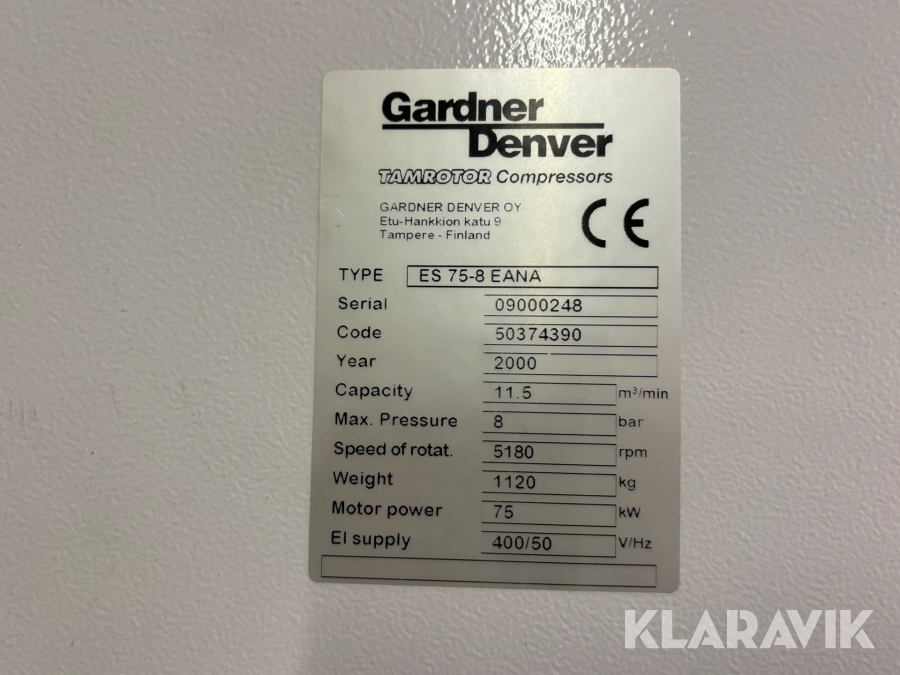 Gardner
Denver
TAMROTOR Compressors
GARDNER DENVER OY
Etu-Hankkion katu 9
Tampere - Finland
CE
TYPE ES 75-8 EANA
Serial 09000248
Code 50374390
Year 2000
Capacity 11.5 m³/min
Max. Pressure 8 bar
Speed of rotat. 5180 rpm
Weight 1120 kg
Motor power 75 kW
El supply 400/50 V/Hz
KLARAVIK